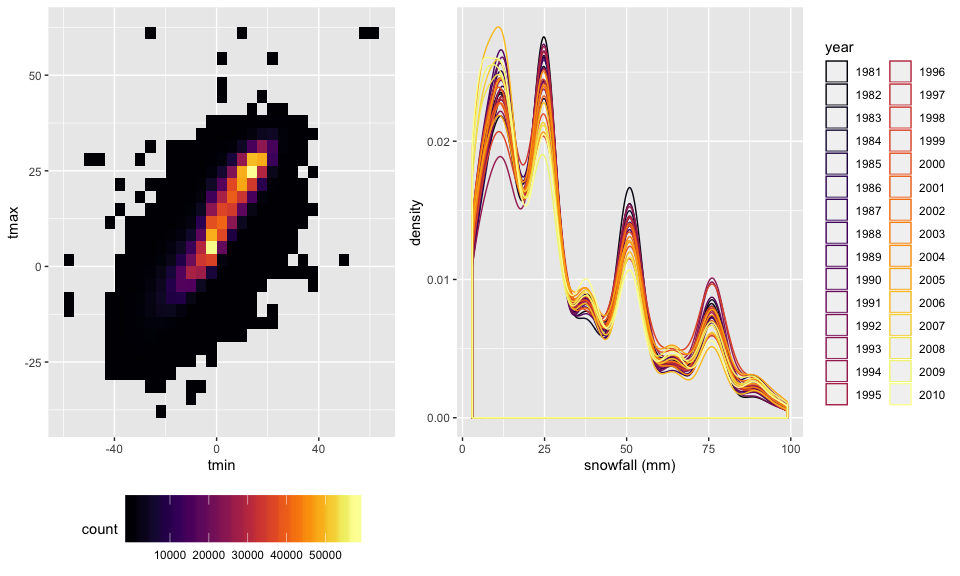 tmax
50
25
0
-25
-40 0 40
tmin
count
10000 20000 30000 40000 50000
density
0.02
0.01
0.00
0 25 50 75 100
snowfall (mm)
year
1981 1996
1982 1997
1983 1998
1984 1999
1985 2000
1986 2001
1987 2002
1988 2003
1989 2004
1990 2005
1991 2006
1992 2007
1993 2008
1994 2009
1995 2010